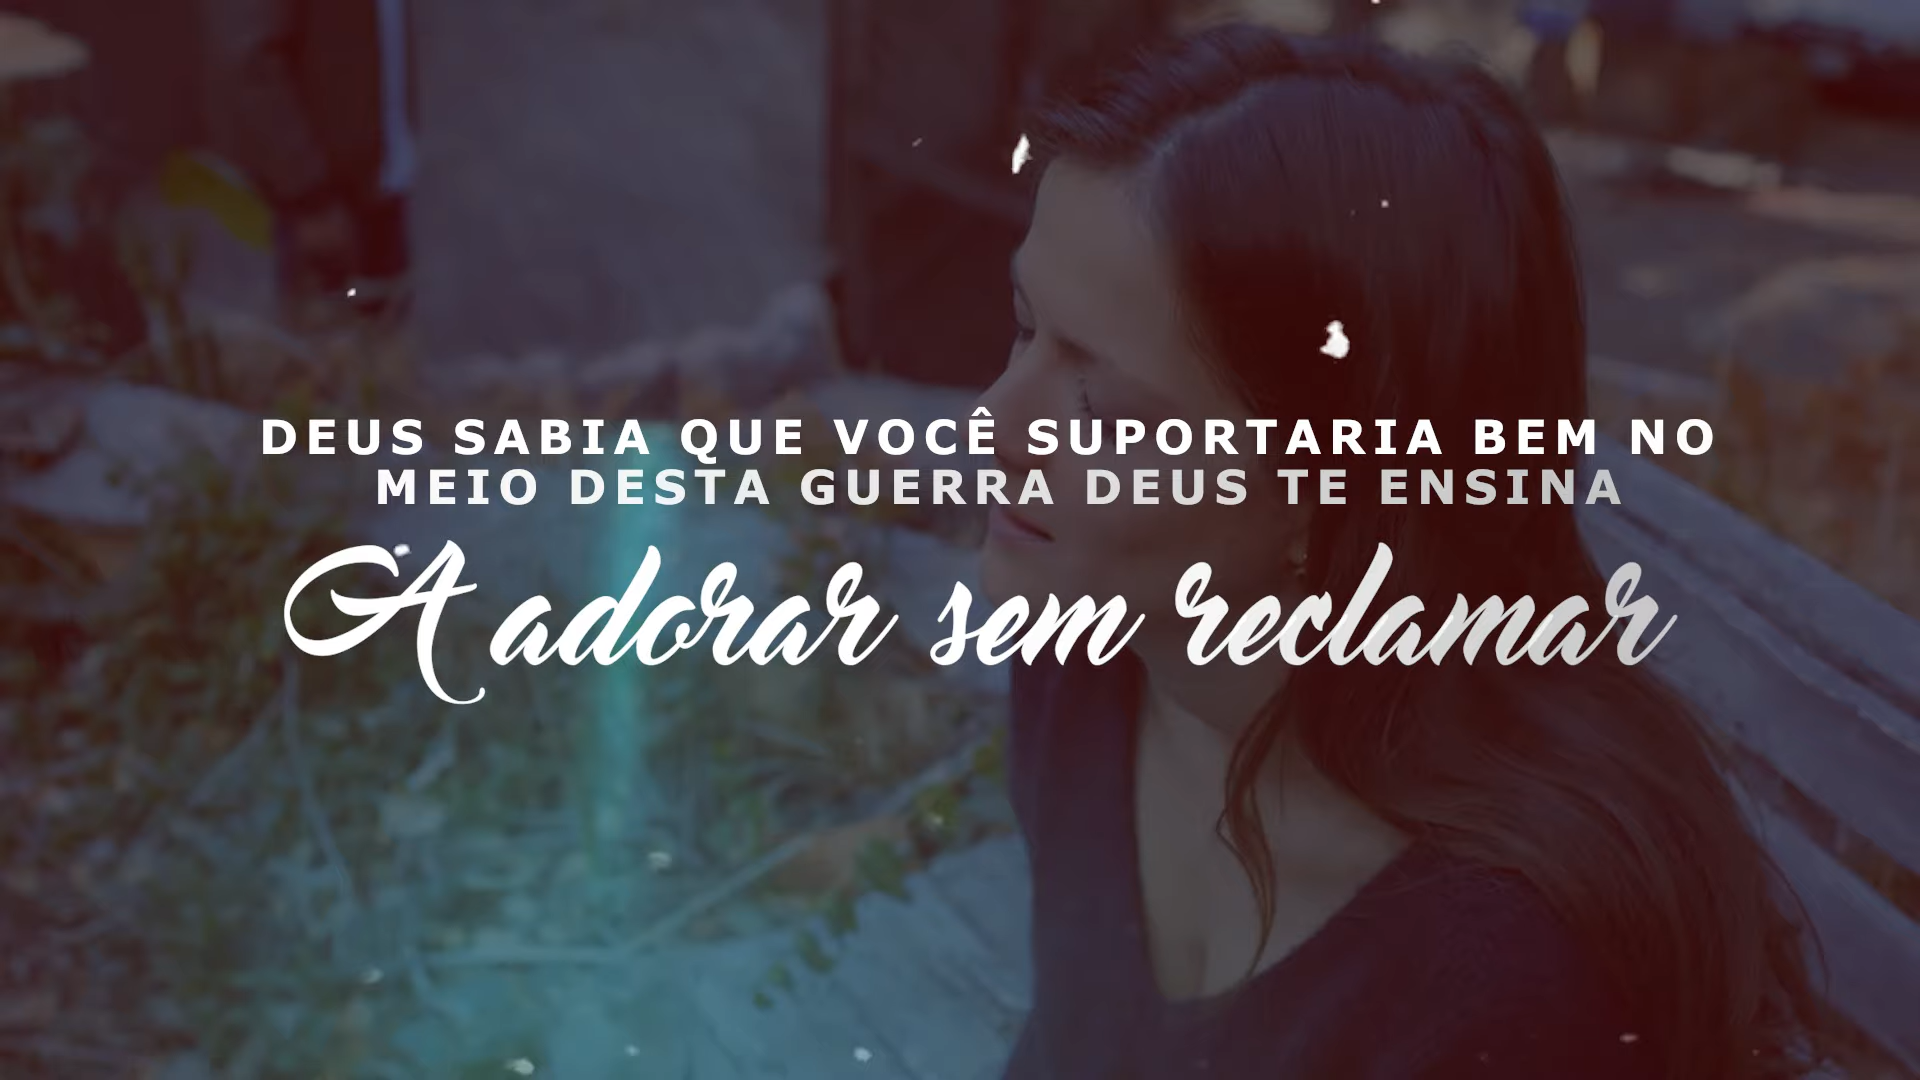 DEUS SABIA QUE VOCÊ SUPORTARIA BEM NO
MEIO DESTA GUERRA DEUS TE ENSINA
A adorar sem reclamar